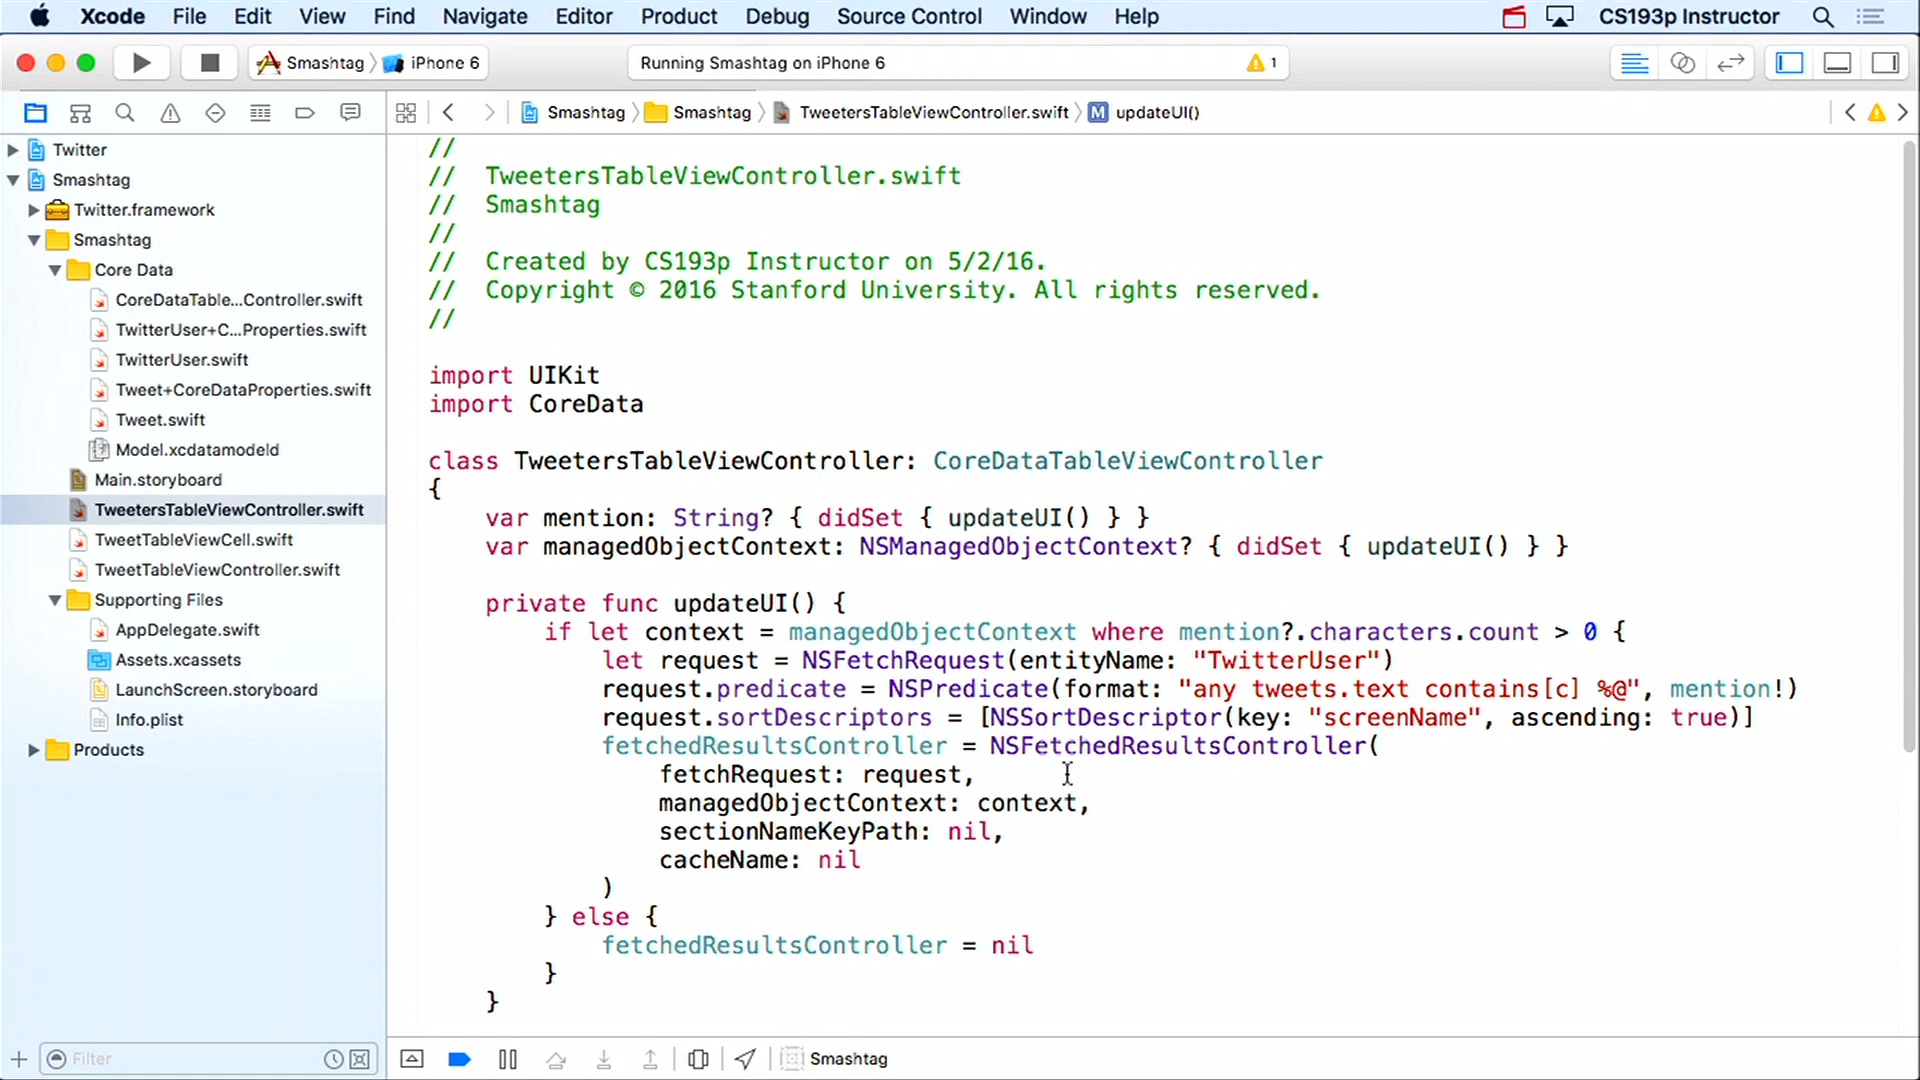 Xcode File Edit View Find Navigate Editor Product Debug Source Control Window Help CS193p Instructor
Smashtag iPhone 6 Running Smashtag on iPhone 6 1
Smashtag Smashtag TweetersTableViewController.swift M updateUI()
Twitter
Smashtag
Twitter.framework
Smashtag
Core Data
CoreDataTable...Controller.swift
TwitterUser+C...Properties.swift
TwitterUser.swift
Tweet+CoreDataProperties.swift
Tweet.swift
Model.xcdatamodeld
Main.storyboard
TweetersTableViewController.swift
TweetTableViewCell.swift
TweetTableViewController.swift
Supporting Files
AppDelegate.swift
Assets.xcassets
LaunchScreen.storyboard
Info.plist
Products
Filter
//
// TweetersTableViewController.swift
// Smashtag
//
// Created by CS193p Instructor on 5/2/16.
// Copyright © 2016 Stanford University. All rights reserved.
//
import UIKit
import CoreData
class TweetersTableViewController: CoreDataTableViewController
{
var mention: String? { didSet { updateUI() } }
var managedObjectContext: NSManagedObjectContext? { didSet { updateUI() } }
private func updateUI() {
if let context = managedObjectContext where mention?.characters.count > 0 {
let request = NSFetchRequest(entityName: "TwitterUser")
request.predicate = NSPredicate(format: "any tweets.text contains[c] %@", mention!)
request.sortDescriptors = [NSSortDescriptor(key: "screenName", ascending: true)]
fetchedResultsController = NSFetchedResultsController(
fetchRequest: request,
managedObjectContext: context,
sectionNameKeyPath: nil,
cacheName: nil
)
} else {
fetchedResultsController = nil
}
}
Smashtag